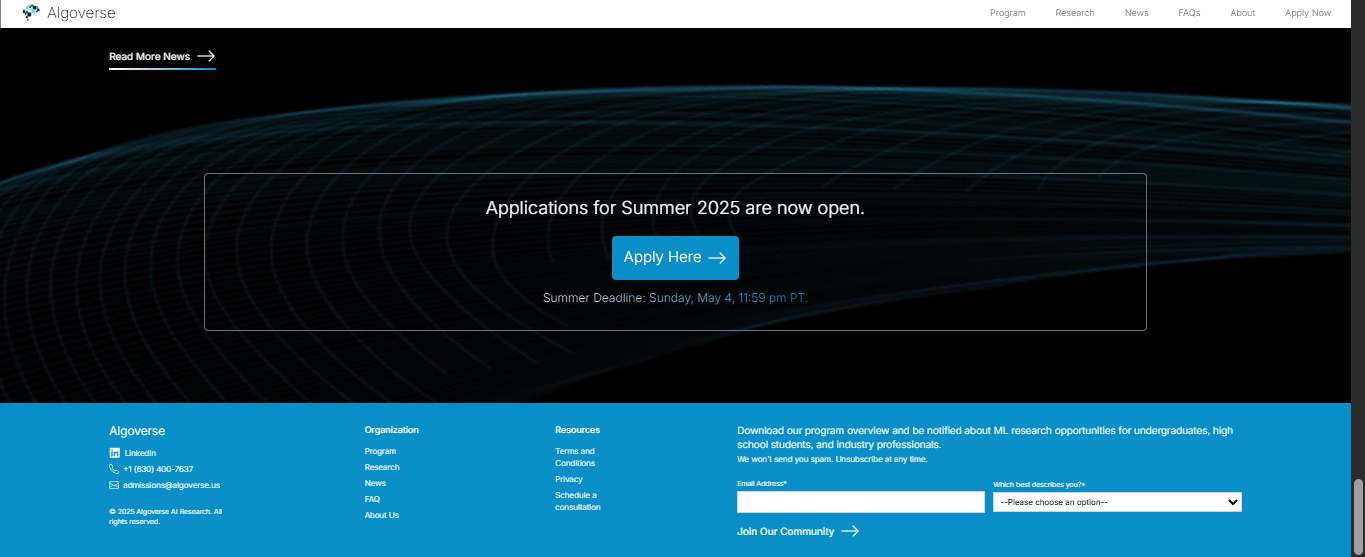 Algoverse
Program
Research
News
FAQs
About
Apply Now
Read More News
Applications for Summer 2025 are now open.
Apply Here
Summer Deadline: Sunday, May 4, 11:59 pm PT.
Algoverse
LinkedIn
+1 (630) 400-7637
admissions@algoverse.us
© 2025 Algoverse AI Research. All
rights reserved.
Organization
Program
Research
News
FAQ
About Us
Resources
Terms and
Conditions
Privacy
Schedule a
consultation
Download our program overview and be notified about ML research opportunities for undergraduates, high
school students, and industry professionals.
We won't send you spam. Unsubscribe at any time.
Email Address*
Which best describes you?*
--Please choose an option--
Join Our Community